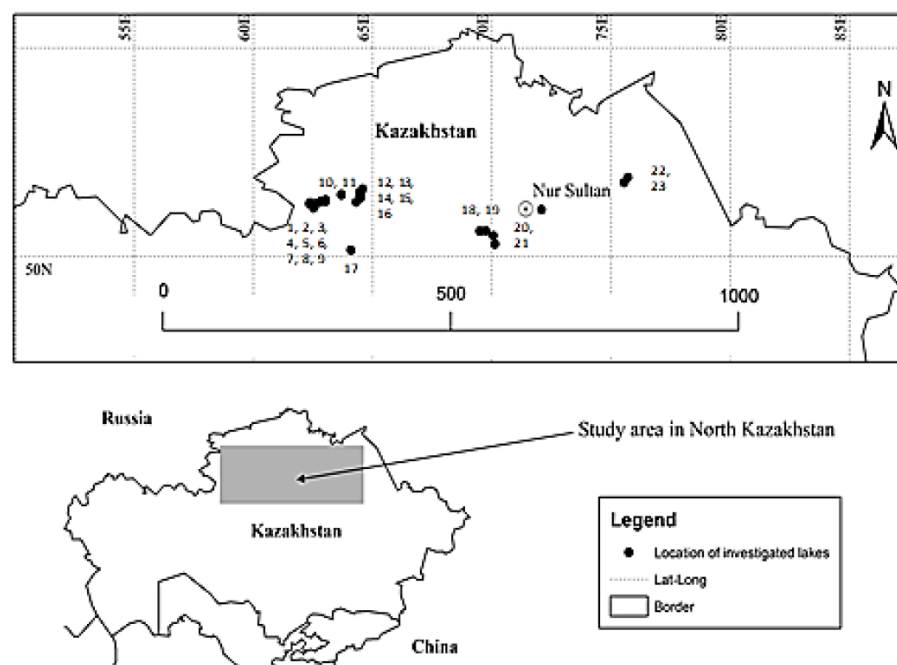 55E
60E
65E
70E
75E
80E
85E
N
Kazakhstan
10, 11
12, 13,
14, 15,
16
22,
23
Nur Sultan
18, 19
20,
21
1, 2, 3,
4, 5, 6,
7, 8, 9
17
50N
0
500
1000
Russia
Study area in North Kazakhstan
Kazakhstan
China
Legend
Location of investigated lakes
Lat-Long
Border